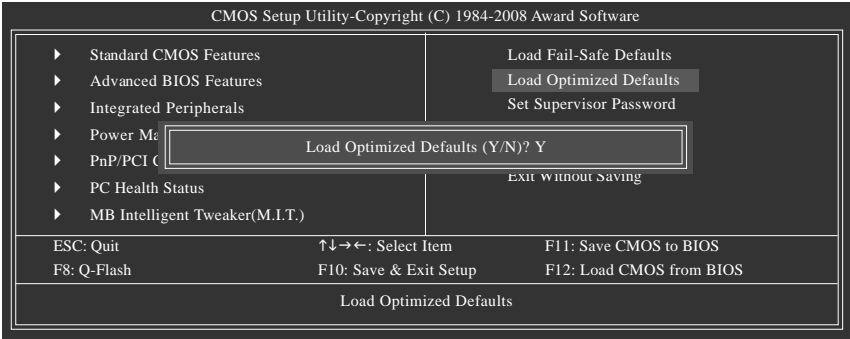 CMOS Setup Utility-Copyright (C) 1984-2008 Award Software
Standard CMOS Features
Advanced BIOS Features
Integrated Peripherals
Power Ma
PnP/PCI C
PC Health Status
MB Intelligent Tweaker(M.I.T.)
Load Fail-Safe Defaults
Load Optimized Defaults
Set Supervisor Password
Exit Without Saving
Load Optimized Defaults (Y/N)? Y
ESC: Quit ↑↓→←: Select Item F11: Save CMOS to BIOS
F8: Q-Flash F10: Save & Exit Setup F12: Load CMOS from BIOS
Load Optimized Defaults